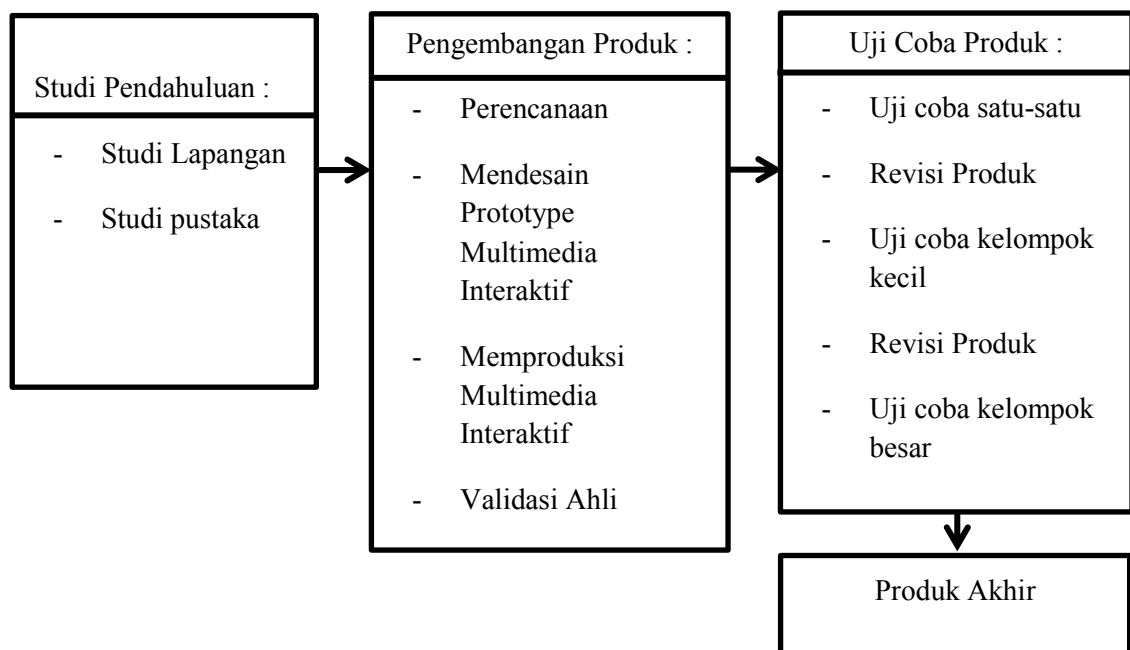 Studi Pendahuluan :
- Studi Lapangan
- Studi pustaka
Pengembangan Produk :
- Perencanaan
- Mendesain
Prototype
Multimedia
Interaktif
- Memproduksi
Multimedia
Interaktif
- Validasi Ahli
Uji Coba Produk :
- Uji coba satu-satu
- Revisi Produk
- Uji coba kelompok
kecil
- Revisi Produk
- Uji coba kelompok
besar
Produk Akhir